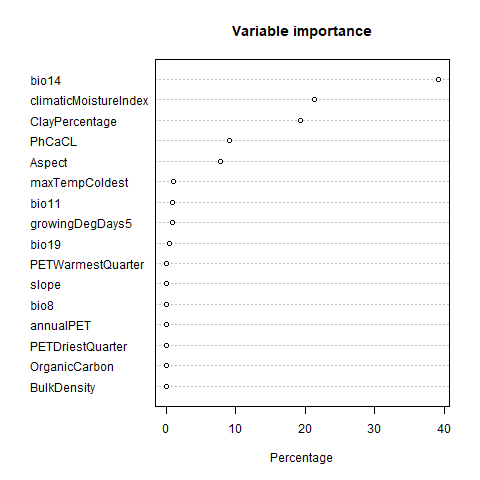 Variable importance
bio14
climaticMoistureIndex
ClayPercentage
PhCaCL
Aspect
maxTempColdest
bio11
growingDegDays5
bio19
PETWarmestQuarter
slope
bio8
annualPET
PETDriestQuarter
OrganicCarbon
BulkDensity
0 10 20 30 40
Percentage